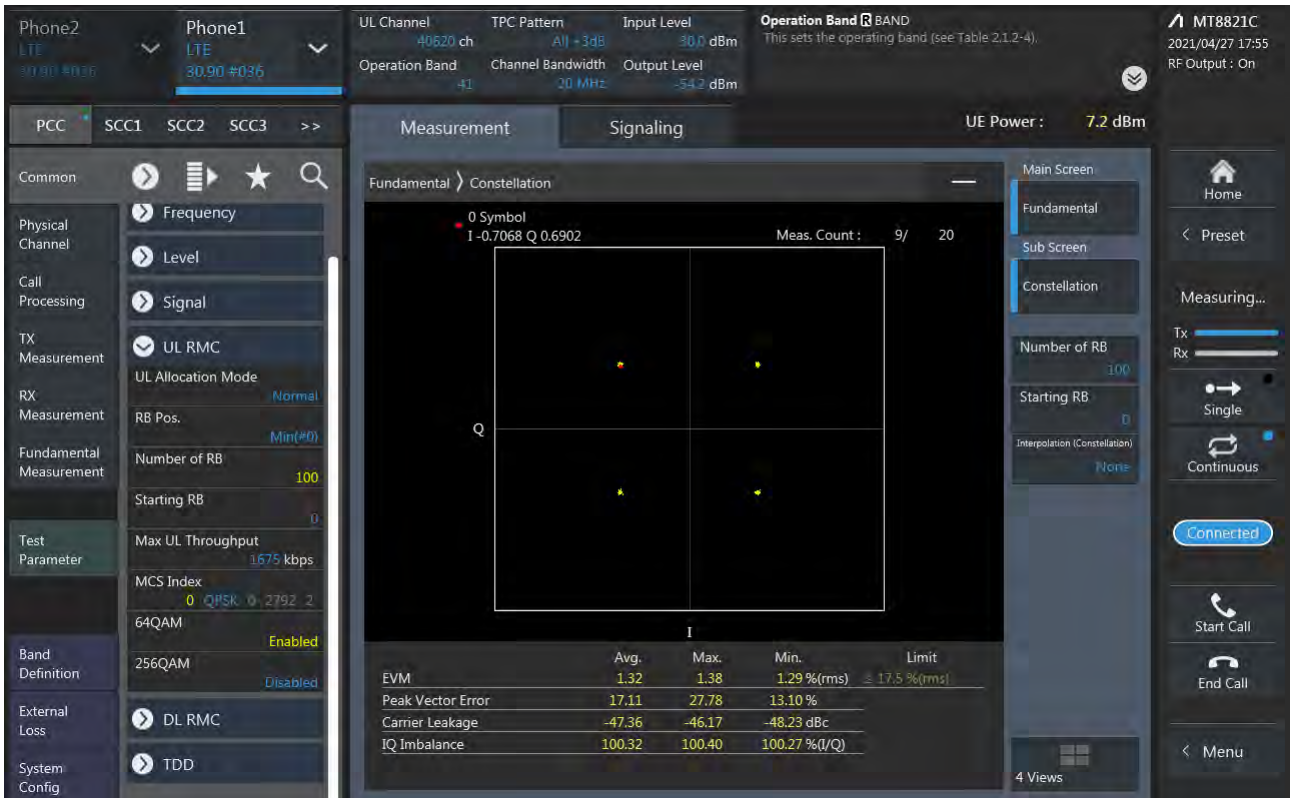 Phone2
LTE
30.90 #036
Phone1
LTE
30.90 #036
UL Channel
40620 ch
TPC Pattern
All +3dB
Input Level
30.0 dBm
Operation Band
41
Channel Bandwidth
20 MHz
Output Level
-54.2 dBm
Operation Band R BAND
This sets the operating band (see Table 2.1.2-4).
MT8821C
2021/04/27 17:55
RF Output : On
PCC SCC1 SCC2 SCC3 >>
Measurement
Signaling
UE Power : 7.2 dBm
Common
Physical
Channel
Call
Processing
TX
Measurement
RX
Measurement
Fundamental
Measurement
Test
Parameter
Band
Definition
External
Loss
System
Config
Frequency
Level
Signal
UL RMC
UL Allocation Mode
Normal
RB Pos.
Min(#0)
Number of RB
100
Starting RB
0
Max UL Throughput
1675 kbps
MCS Index
0 QPSK 0 2792 2
64QAM
Enabled
256QAM
Disabled
DL RMC
TDD
Fundamental 〉 Constellation
0 Symbol
I -0.7068 Q 0.6902
Meas. Count : 9/ 20
Q
I
Avg. Max. Min. Limit
EVM 1.32 1.38 1.29 %(rms) ≤ 17.5 %(rms)
Peak Vector Error 17.11 27.78 13.10 %
Carrier Leakage -47.36 -46.17 -48.23 dBc
IQ Imbalance 100.32 100.40 100.27 %(I/Q)
Main Screen
Fundamental
Sub Screen
Constellation
Number of RB
100
Starting RB
0
Interpolation (Constellation)
None
4 Views
Home
< Preset
Measuring...
Tx
Rx
Single
Continuous
Connected
Start Call
End Call
< Menu